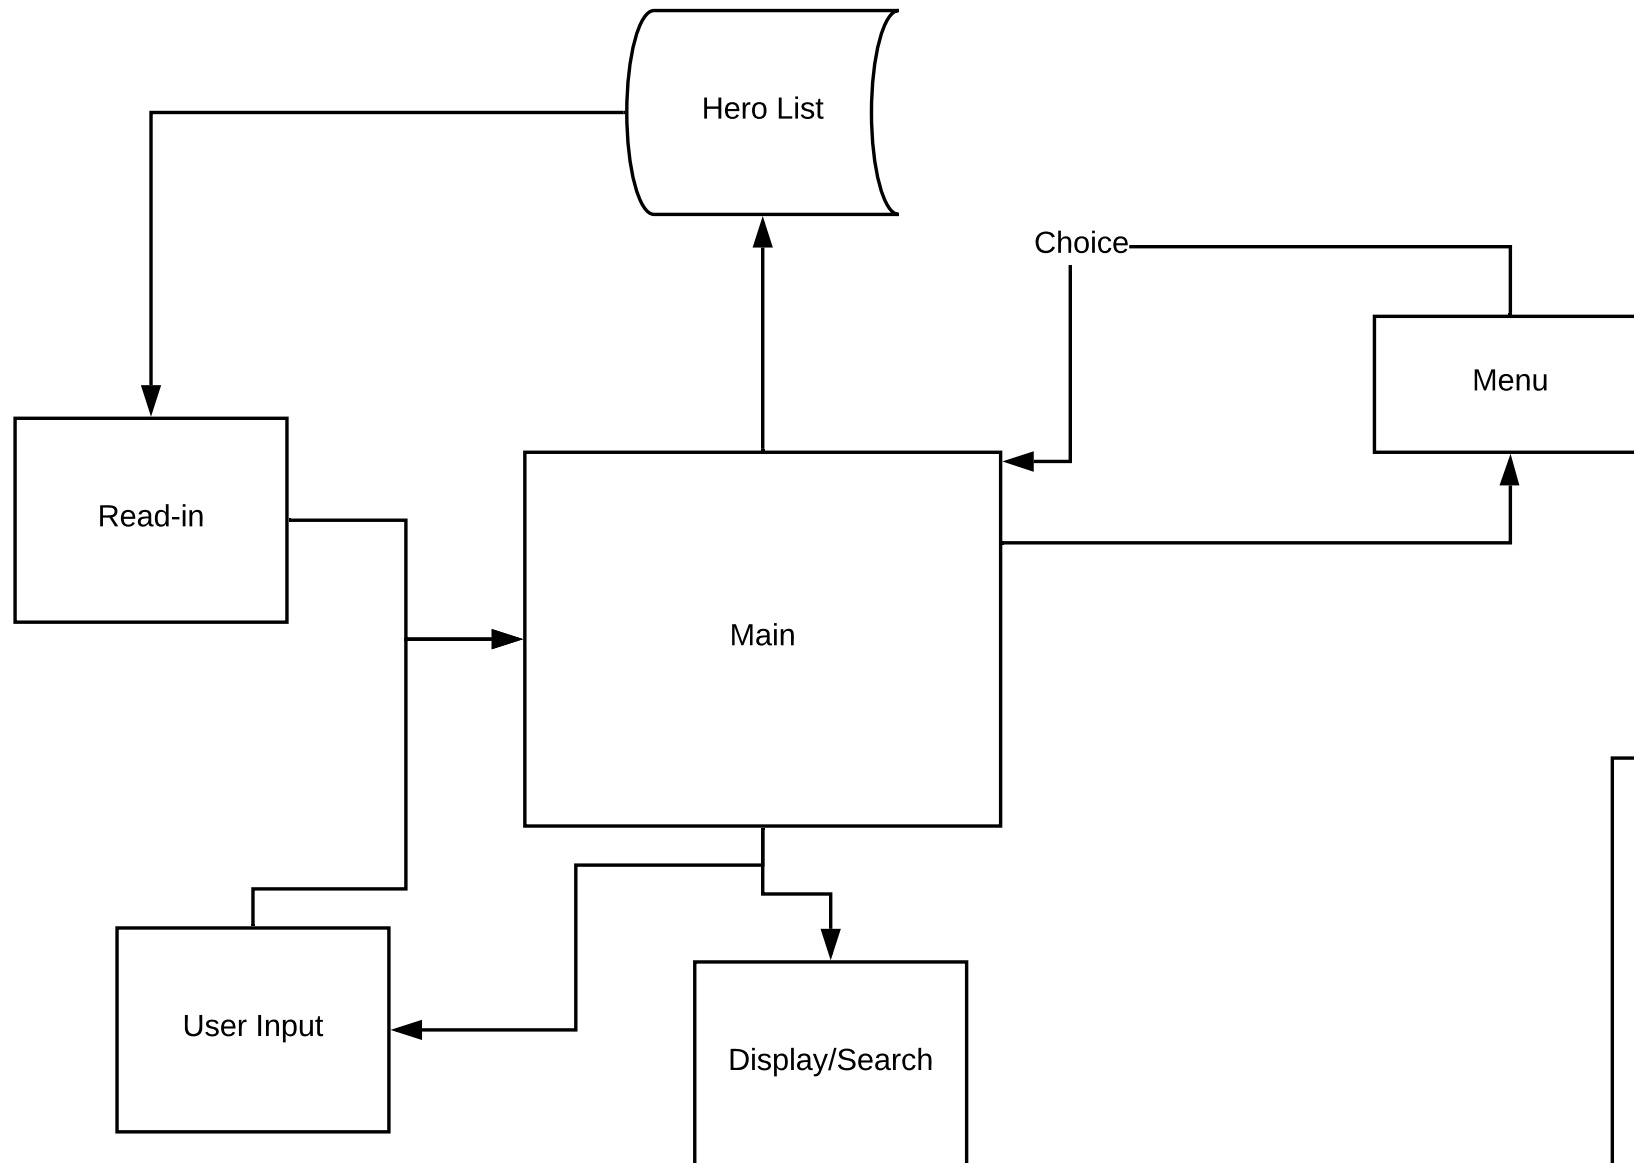 Hero List
Choice
Menu
Read-in
Main
User Input
Display/Search